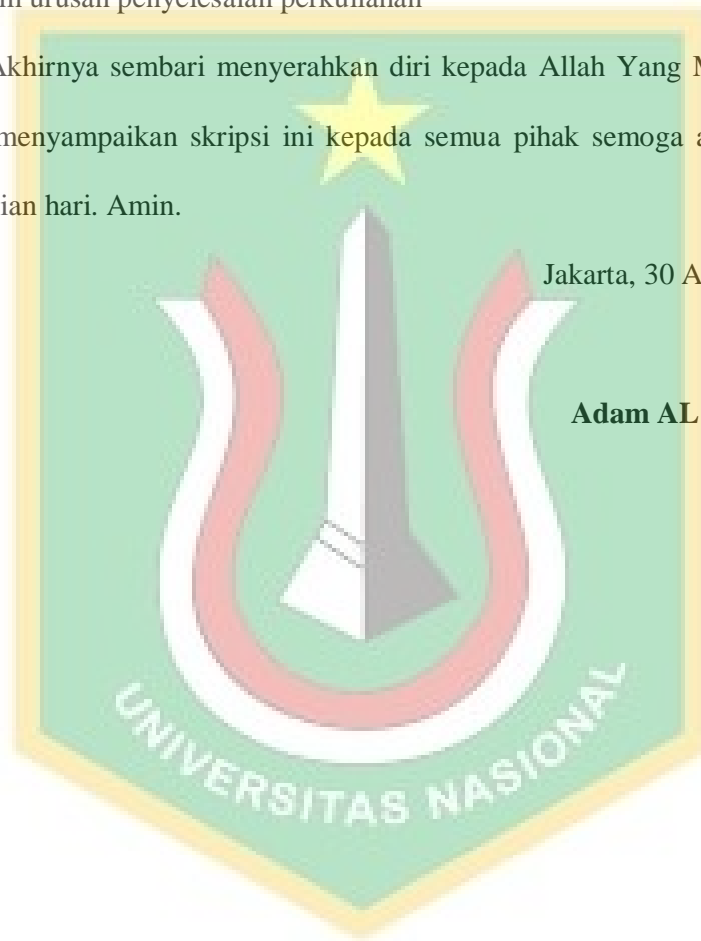 urusan penyelesaian perkuliahan
Akhirnya sembari menyerahkan diri kepada Allah Yang
menyampaikan skripsi ini kepada semua pihak semoga
hari. Amin.
Jakarta, 30
Adam AL
UNIVERSITAS NASIONAL